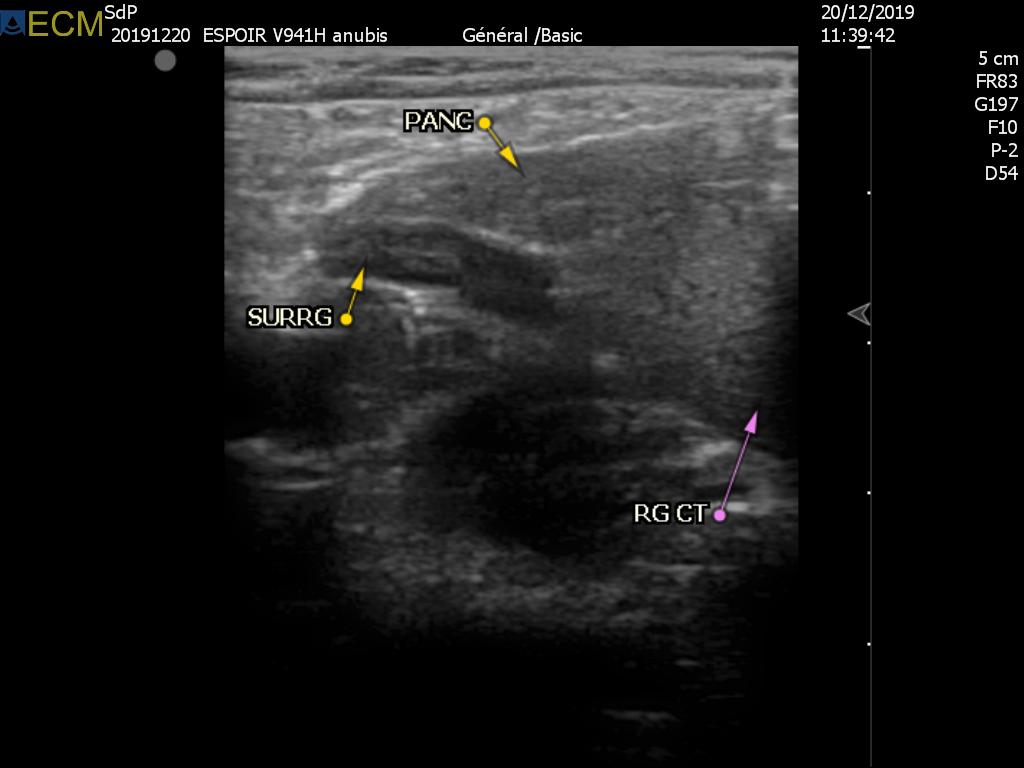 ECM
SdP
20191220 ESPOIR V941H anubis
Général /Basic
20/12/2019
11:39:42
5 cm
FR83
G197
F10
P-2
D54
PANC
SURRG
RG CT